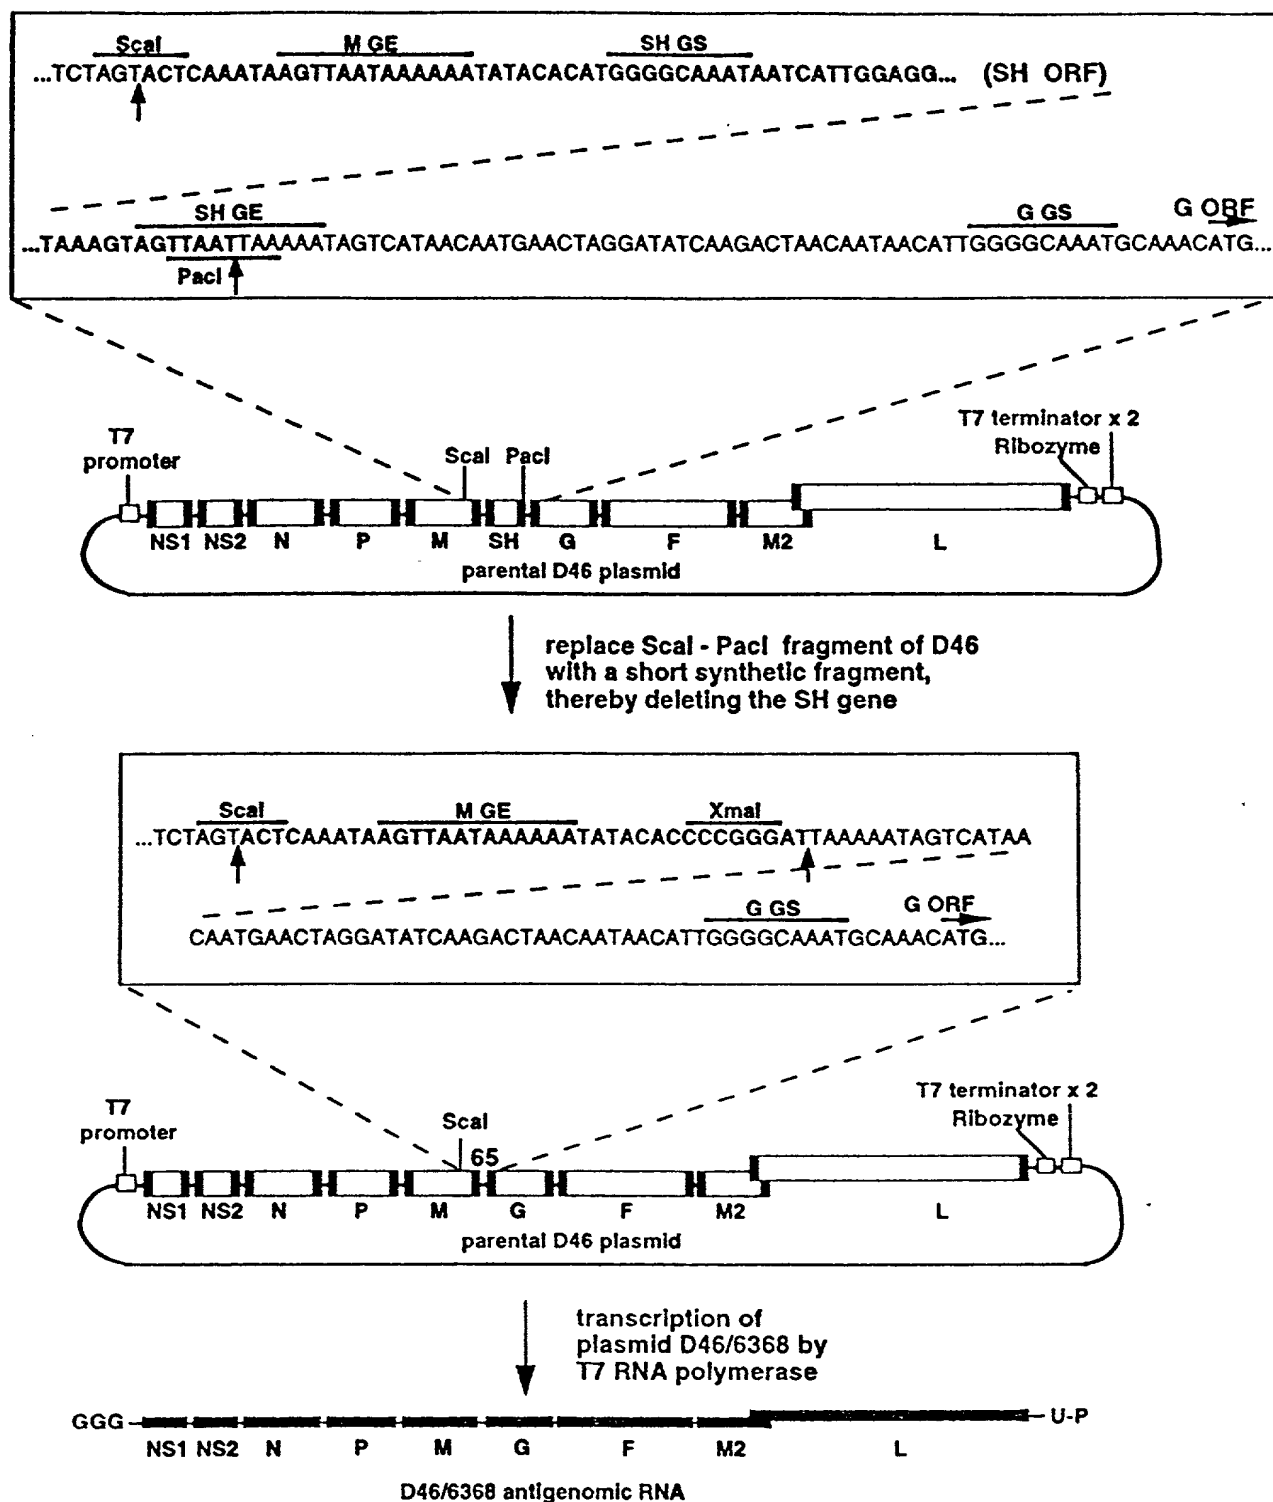 ScaI M GE SH GS
...TCTAGTACTCAAATAAGTTAATAAAAAATATACACATGGGGCAAATAATCATTGGAGG... (SH ORF)
SH GE G GS G ORF
...TAAAGTAGTTAATTAAAAATAGTCATAACAATGAACTAGGATATCAAGACTAACAATAACATTGGGGCAAATGCAAACATG...
PacI
T7 terminator x 2
T7
promoter
ScaI PacI
Ribozyme
NS1 NS2 N P M SH G F M2 L
parental D46 plasmid
replace ScaI - PacI fragment of D46
with a short synthetic fragment,
thereby deleting the SH gene
ScaI M GE XmaI
...TCTAGTACTCAAATAAGTTAATAAAAAATATACACCCCGGGATTAAAAATAGTCATAA
G GS G ORF
CAATGAACTAGGATATCAAGACTAACAATAACATTGGGGCAAATGCAAACATG...
T7 terminator x 2
T7
promoter
ScaI
Ribozyme
65
NS1 NS2 N P M G F M2 L
parental D46 plasmid
transcription of
plasmid D46/6368 by
T7 RNA polymerase
GGG U-P
NS1 NS2 N P M G F M2 L
D46/6368 antigenomic RNA